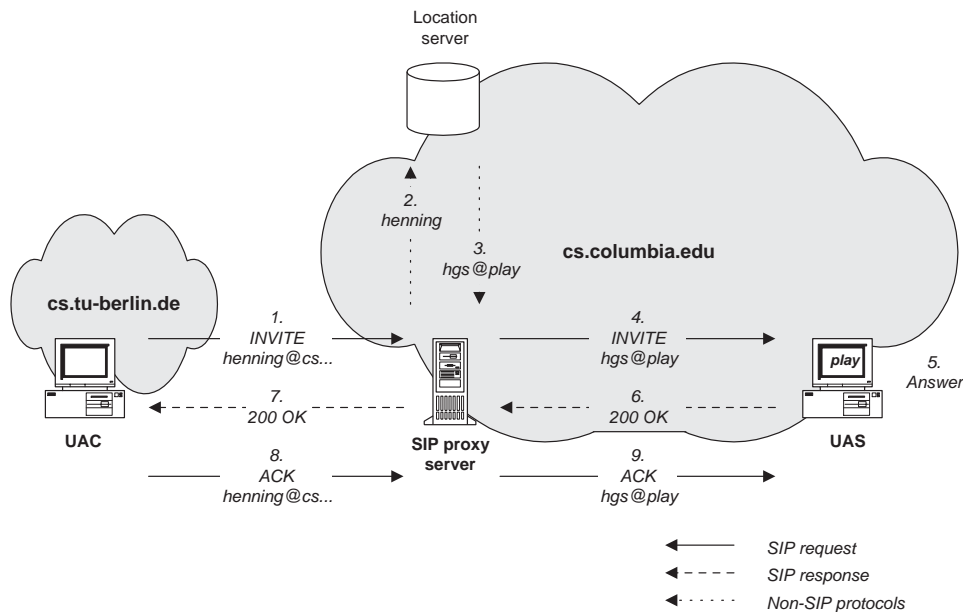 Location
server
2.
henning
3.
hgs@play
cs.columbia.edu
cs.tu-berlin.de
1.
INVITE
henning@cs...
4.
INVITE
hgs@play
play
5.
Answer
7.
200 OK
6.
200 OK
UAC
SIP proxy
server
UAS
8.
ACK
henning@cs...
9.
ACK
hgs@play
SIP request
SIP response
Non-SIP protocols